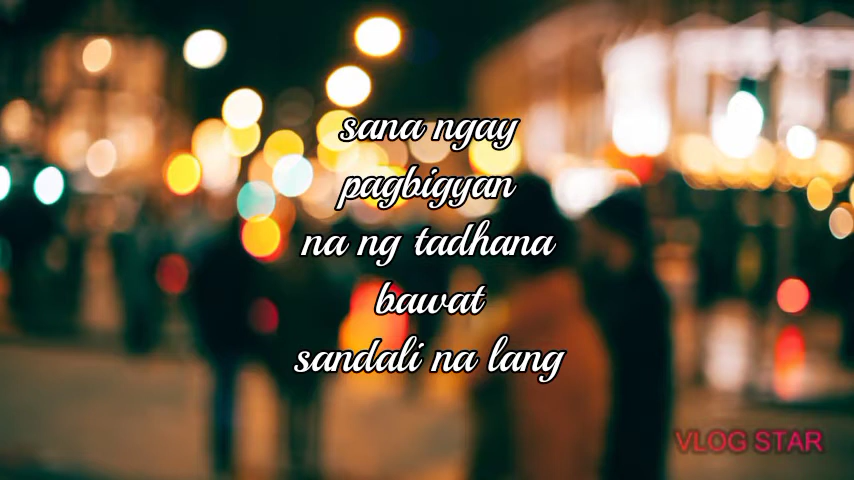 sana ngay
pagbigyan
na ng tadhana
bawat
sandali na lang
VLOG STAR